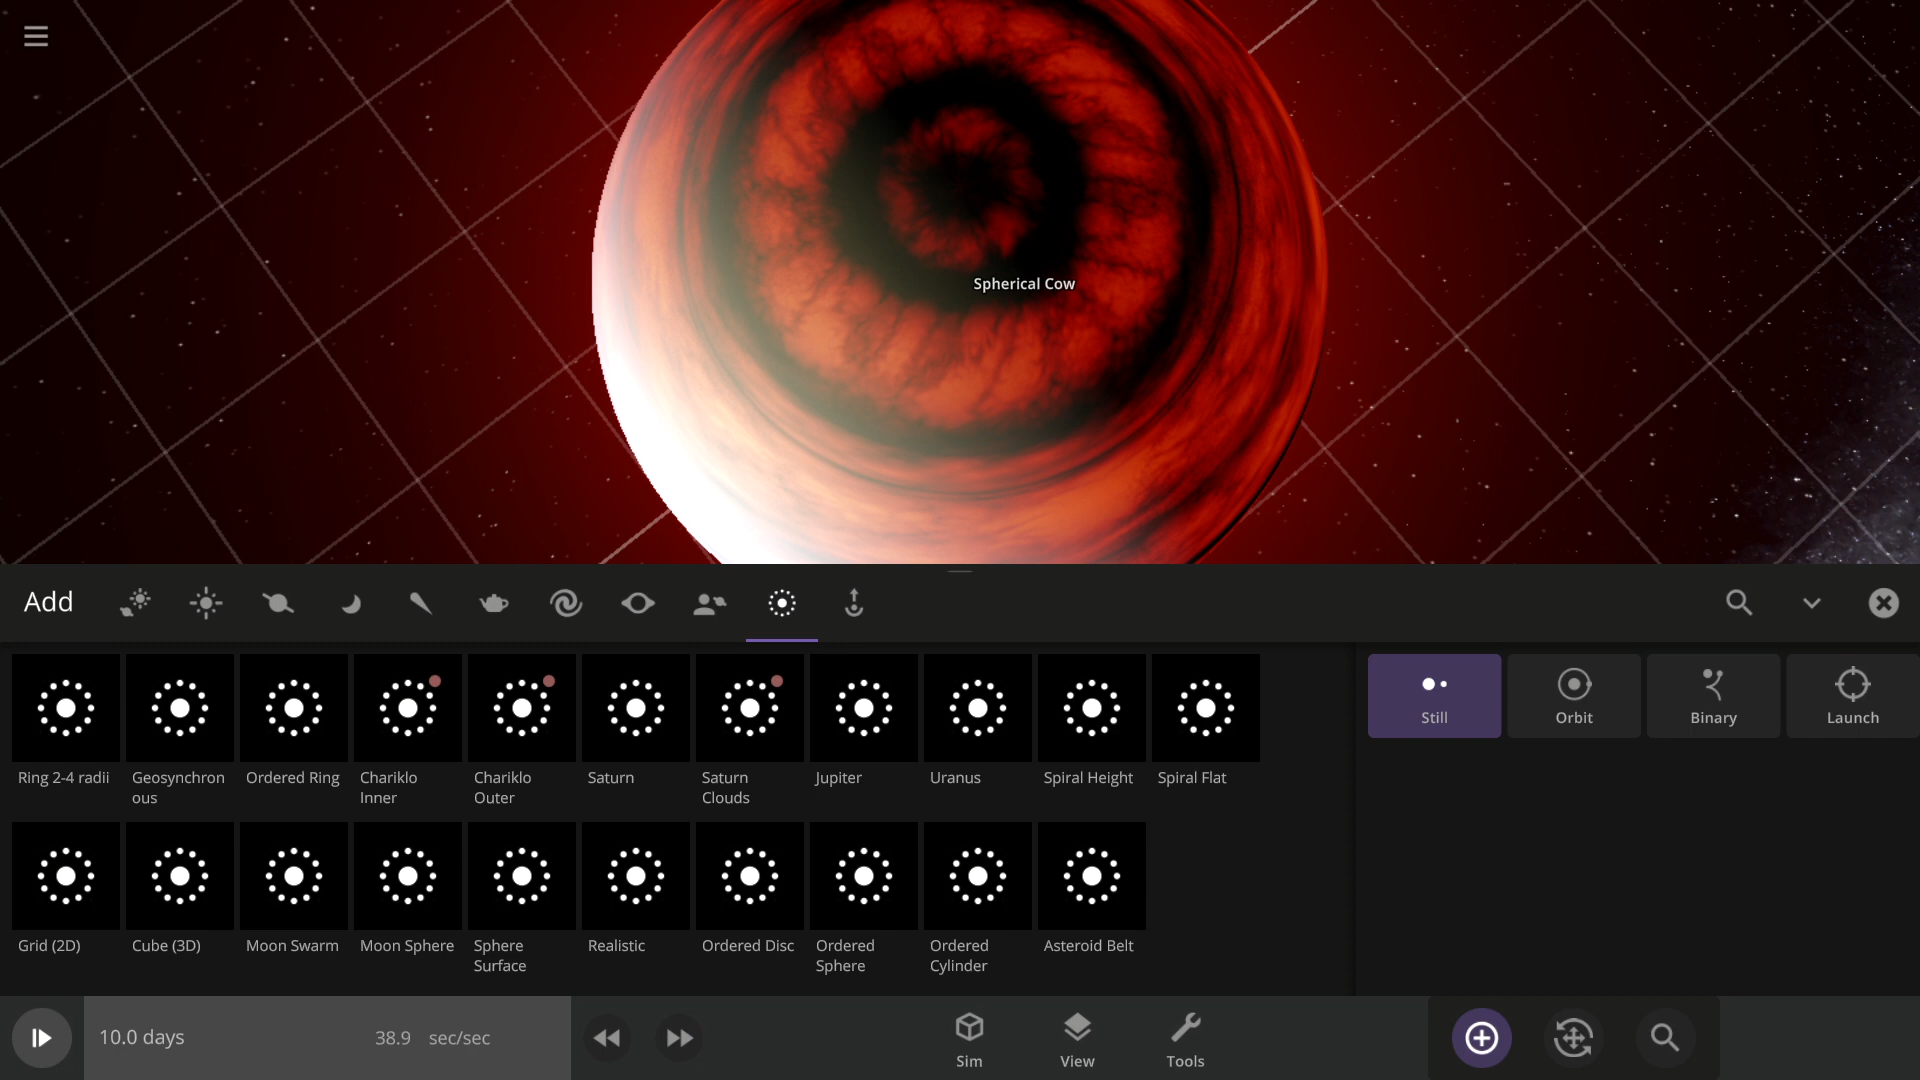 Spherical Cow
Add
Still
Orbit
Binary
Launch
Ring 2-4 radii
Geosynchron
ous
Ordered Ring
Chariklo
Inner
Chariklo
Outer
Saturn
Saturn
Clouds
Jupiter
Uranus
Spiral Height
Spiral Flat
Grid (2D)
Cube (3D)
Moon Swarm
Moon Sphere
Sphere
Surface
Realistic
Ordered Disc
Ordered
Sphere
Ordered
Cylinder
Asteroid Belt
10.0 days
38.9 sec/sec
Sim
View
Tools